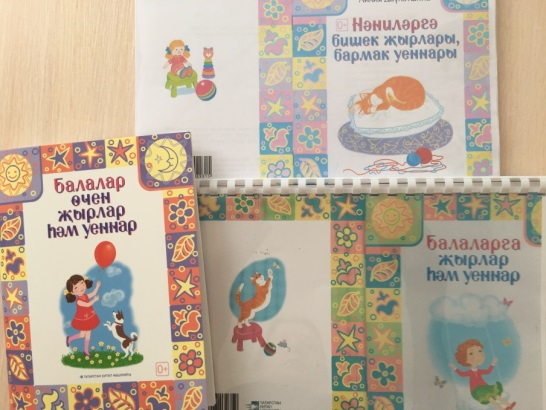 0+
Нәниләргә
бишек җырлары,
бармак уеннары
Балалар
өчен
җырлар
һәм уеннар
0+
Балаларга
җырлар
һәм уеннар